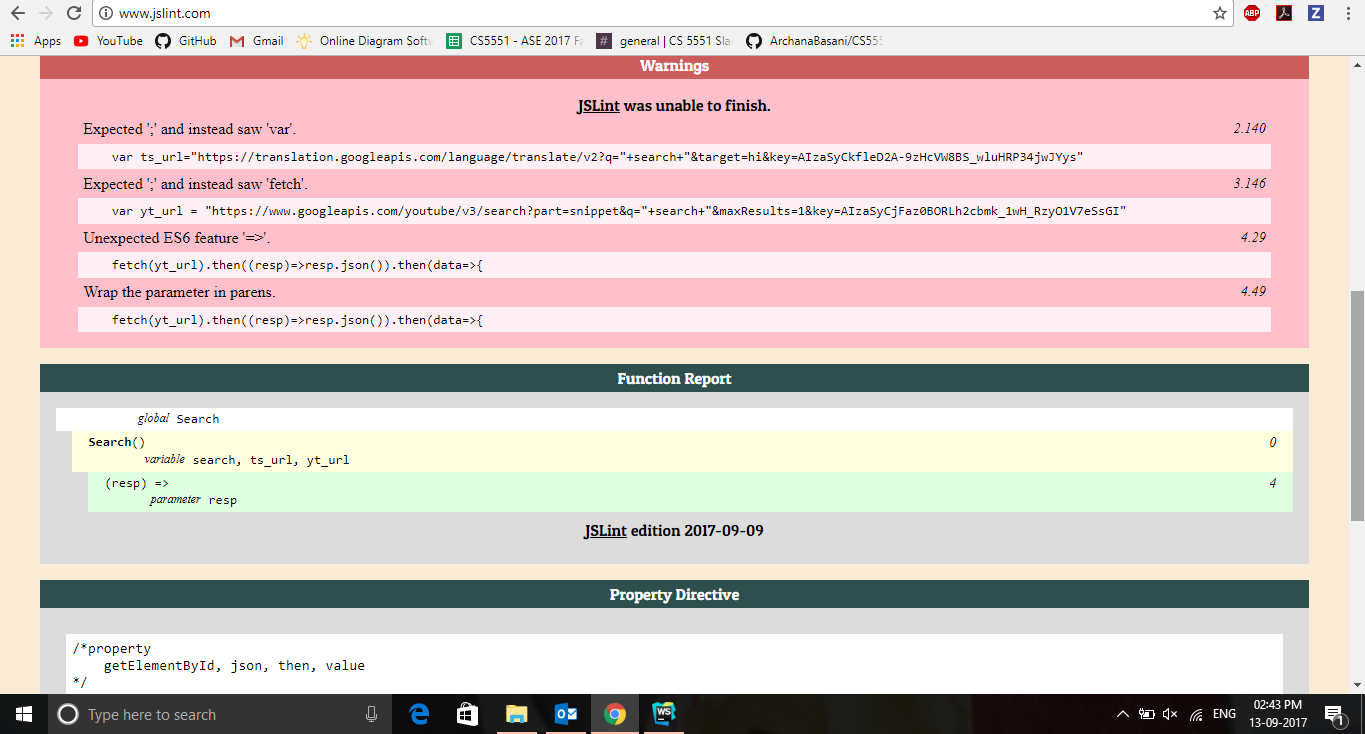 www.jslint.com
ABP Z
Apps YouTube GitHub Gmail Online Diagram Softw CS5551 - ASE 2017 Fa # general | CS 5551 Slac ArchanaBasani/CS555
Warnings
JSLint was unable to finish.
Expected ';' and instead saw 'var'. 2.140
var ts_url="https://translation.googleapis.com/language/translate/v2?q="+search+"&target=hi&key=AIzaSyCkfleD2A-9zHcVW8BS_wluHRP34jwJYys"
Expected ';' and instead saw 'fetch'. 3.146
var yt_url = "https://www.googleapis.com/youtube/v3/search?part=snippet&q="+search+"&maxResults=1&key=AIzaSyCjFaz0BORLh2cbmk_1wH_RzyO1V7eSsGI"
Unexpected ES6 feature '=>'. 4.29
fetch(yt_url).then((resp)=>resp.json()).then(data=>{
Wrap the parameter in parens. 4.49
fetch(yt_url).then((resp)=>resp.json()).then(data=>{
Function Report
global Search
Search() 0
variable search, ts_url, yt_url
(resp) => 4
parameter resp
JSLint edition 2017-09-09
Property Directive
/*property
getElementById, json, then, value
*/
Type here to search
WS
ENG
02:43 PM
13-09-2017
1